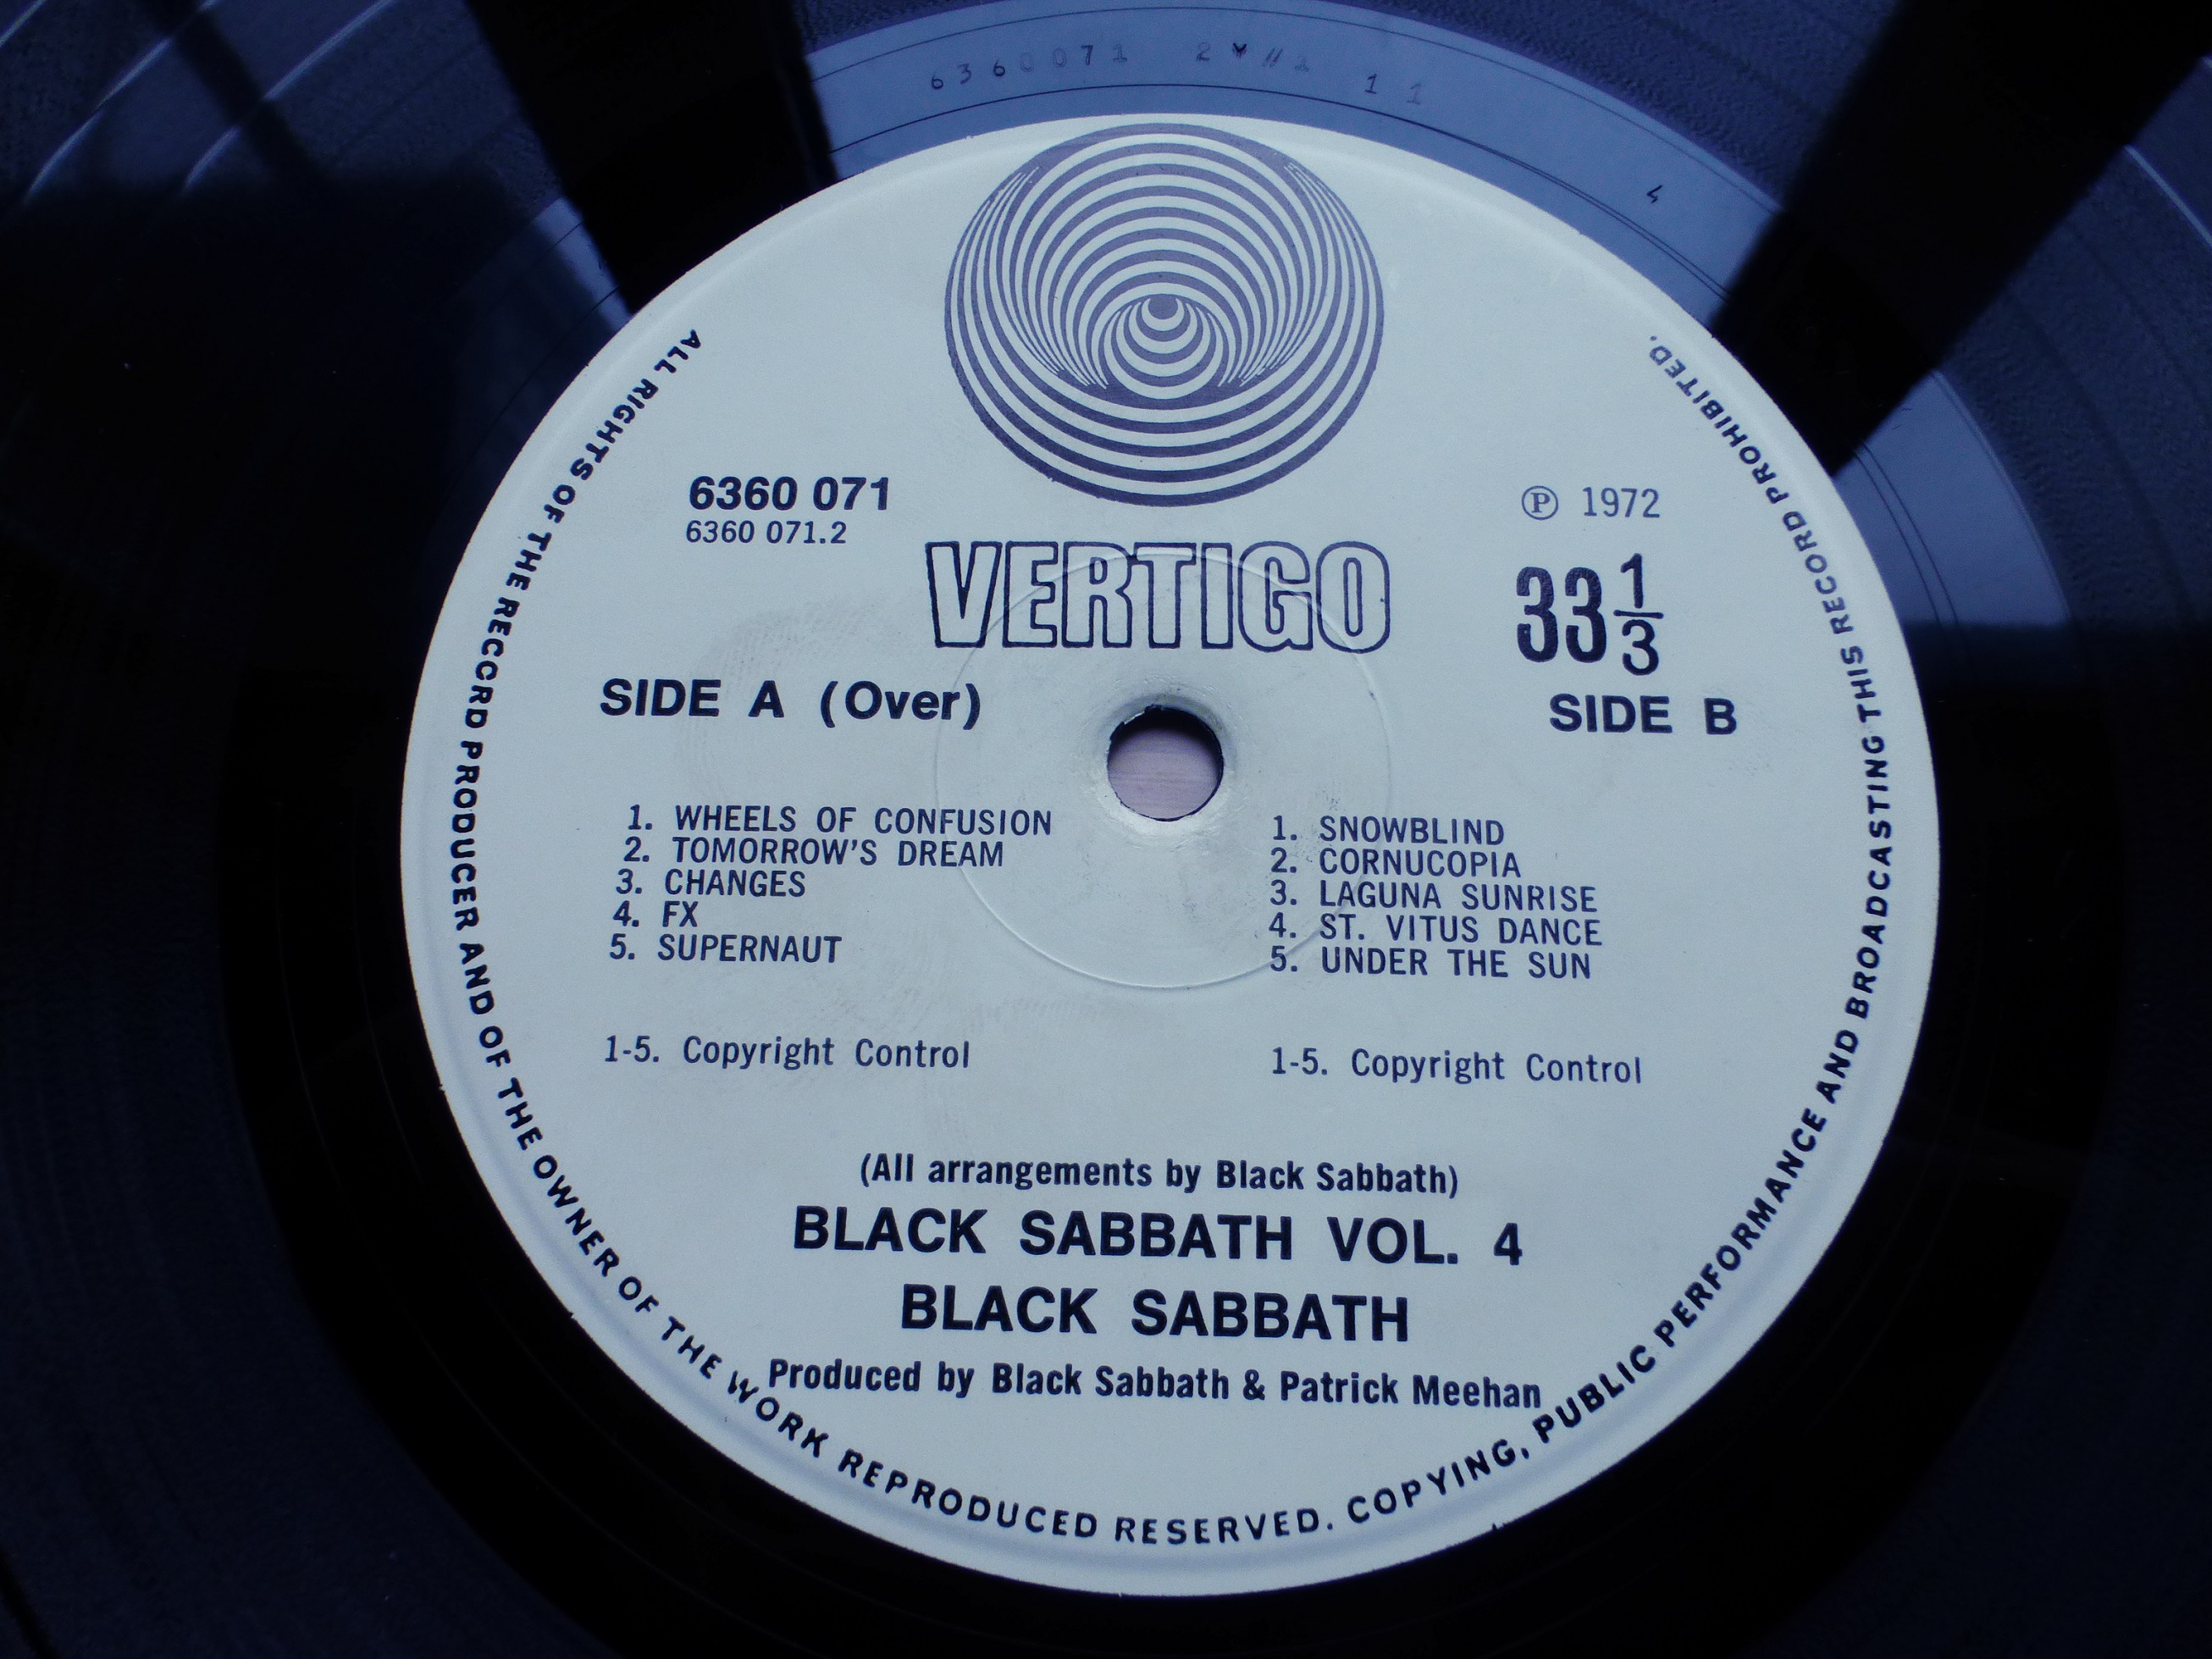 6360071 2 1 1
4
6360 071
6360 071.2
VERTIGO
Ⓟ 1972
33 1/3
SIDE A (Over)
1. WHEELS OF CONFUSION
2. TOMORROW'S DREAM
3. CHANGES
4. FX
5. SUPERNAUT
1-5. Copyright Control
SIDE B
1. SNOWBLIND
2. CORNUCOPIA
3. LAGUNA SUNRISE
4. ST. VITUS DANCE
5. UNDER THE SUN
1-5. Copyright Control
(All arrangements by Black Sabbath)
BLACK SABBATH VOL. 4
BLACK SABBATH
Produced by Black Sabbath & Patrick Meehan
ALL RIGHTS OF THE RECORD PRODUCER AND OF THE OWNER OF THE WORK REPRODUCED RESERVED. COPYING, PUBLIC PERFORMANCE AND BROADCASTING THIS RECORD PROHIBITED.